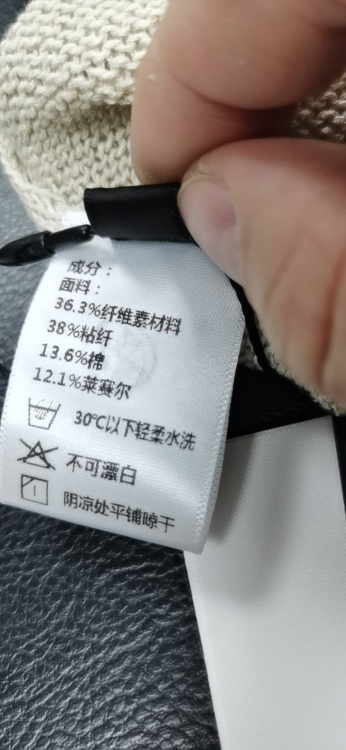 成分：
面料：
36.3%纤维素材料
38%粘纤
13.6%棉
12.1%莱赛尔
30℃以下轻柔水洗
不可漂白
阴凉处平铺晾干